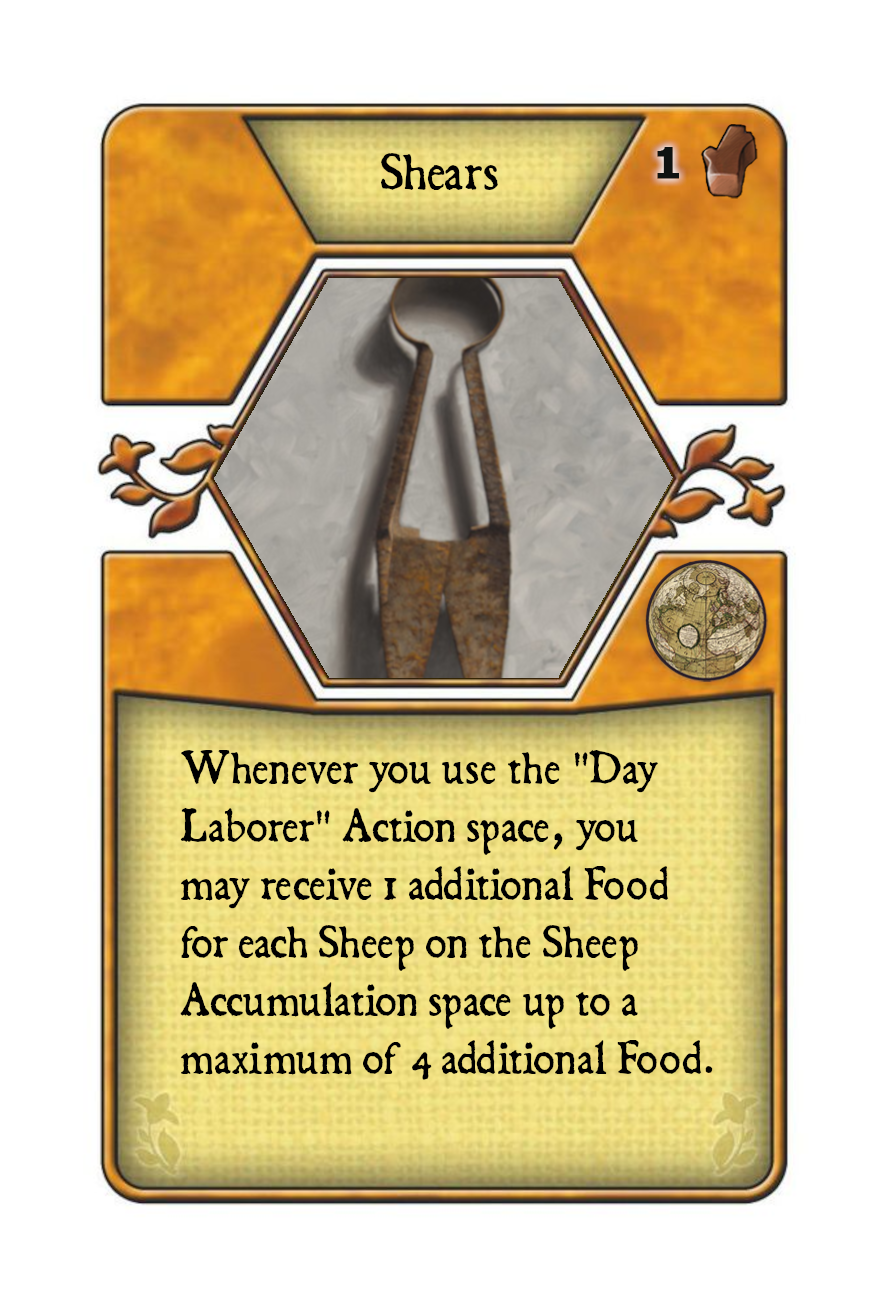 Shears
1
Whenever you use the "Day
Laborer" Action space, you
may receive 1 additional Food
for each Sheep on the Sheep
Accumulation space up to a
maximum of 4 additional Food.